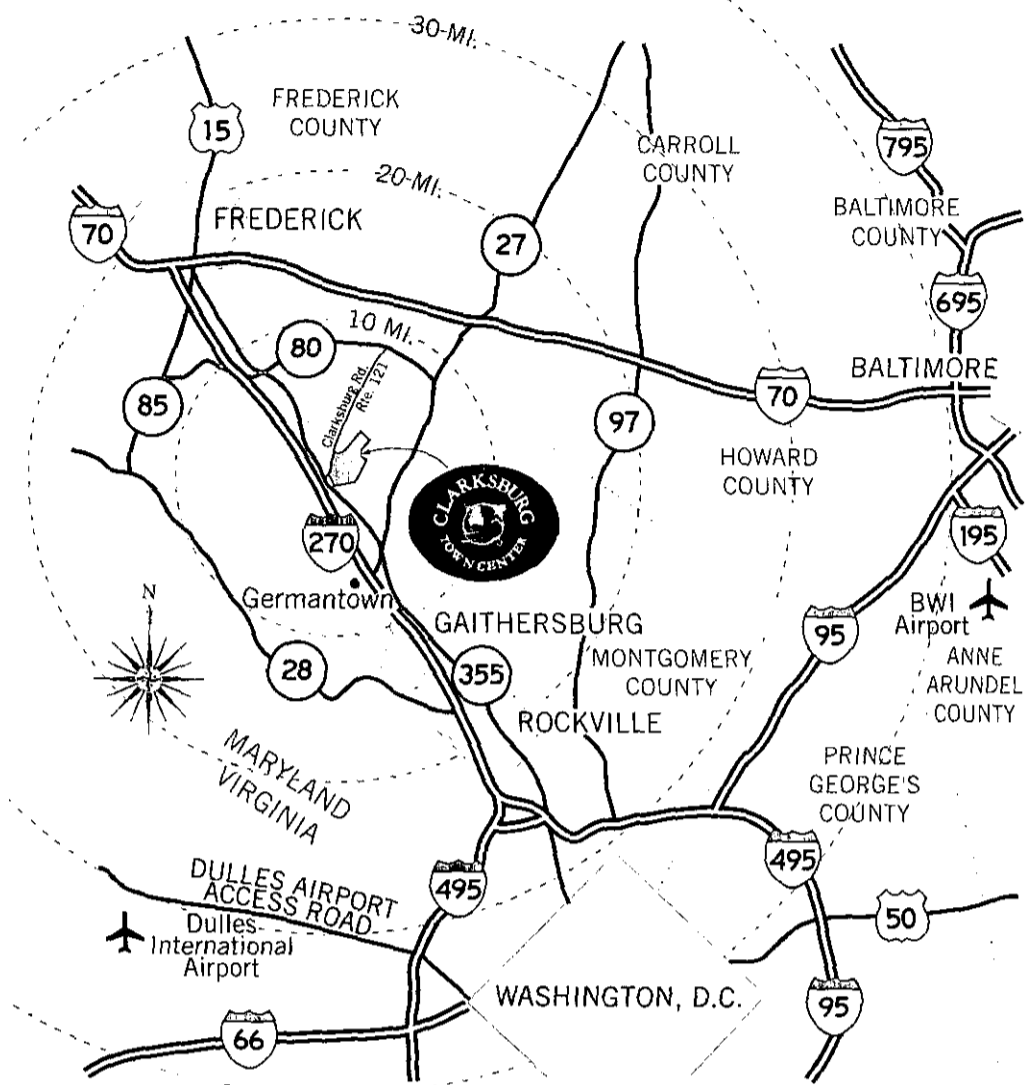 30-MI.
FREDERICK
COUNTY
15
CARROLL
COUNTY
795
20-MI.
BALTIMORE
COUNTY
70
FREDERICK
27
695
10 MI.
80
BALTIMORE
Clarksburg Rd.
Rte. 121
85
70
97
HOWARD
COUNTY
CLARKSBURG
TOWN CENTER
270
195
Germantown
BWI
Airport
GAITHERSBURG
95
N
28
355
MONTGOMERY
COUNTY
ANNE
ARUNDEL
COUNTY
ROCKVILLE
MARYLAND
VIRGINIA
PRINCE
GEORGE'S
COUNTY
495
495
DULLES AIRPORT
ACCESS ROAD
50
Dulles
International
Airport
WASHINGTON, D.C.
95
66